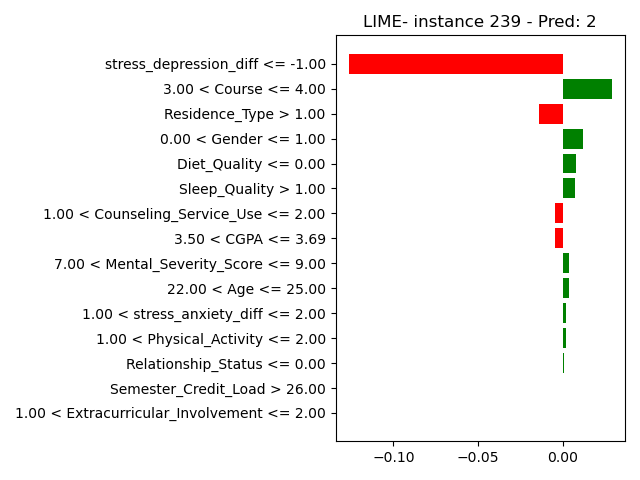 LIME- instance 239 - Pred: 2
stress_depression_diff <= -1.00
3.00 < Course <= 4.00
Residence_Type > 1.00
0.00 < Gender <= 1.00
Diet_Quality <= 0.00
Sleep_Quality > 1.00
1.00 < Counseling_Service_Use <= 2.00
3.50 < CGPA <= 3.69
7.00 < Mental_Severity_Score <= 9.00
22.00 < Age <= 25.00
1.00 < stress_anxiety_diff <= 2.00
1.00 < Physical_Activity <= 2.00
Relationship_Status <= 0.00
Semester_Credit_Load > 26.00
1.00 < Extracurricular_Involvement <= 2.00
−0.10 −0.05 0.00